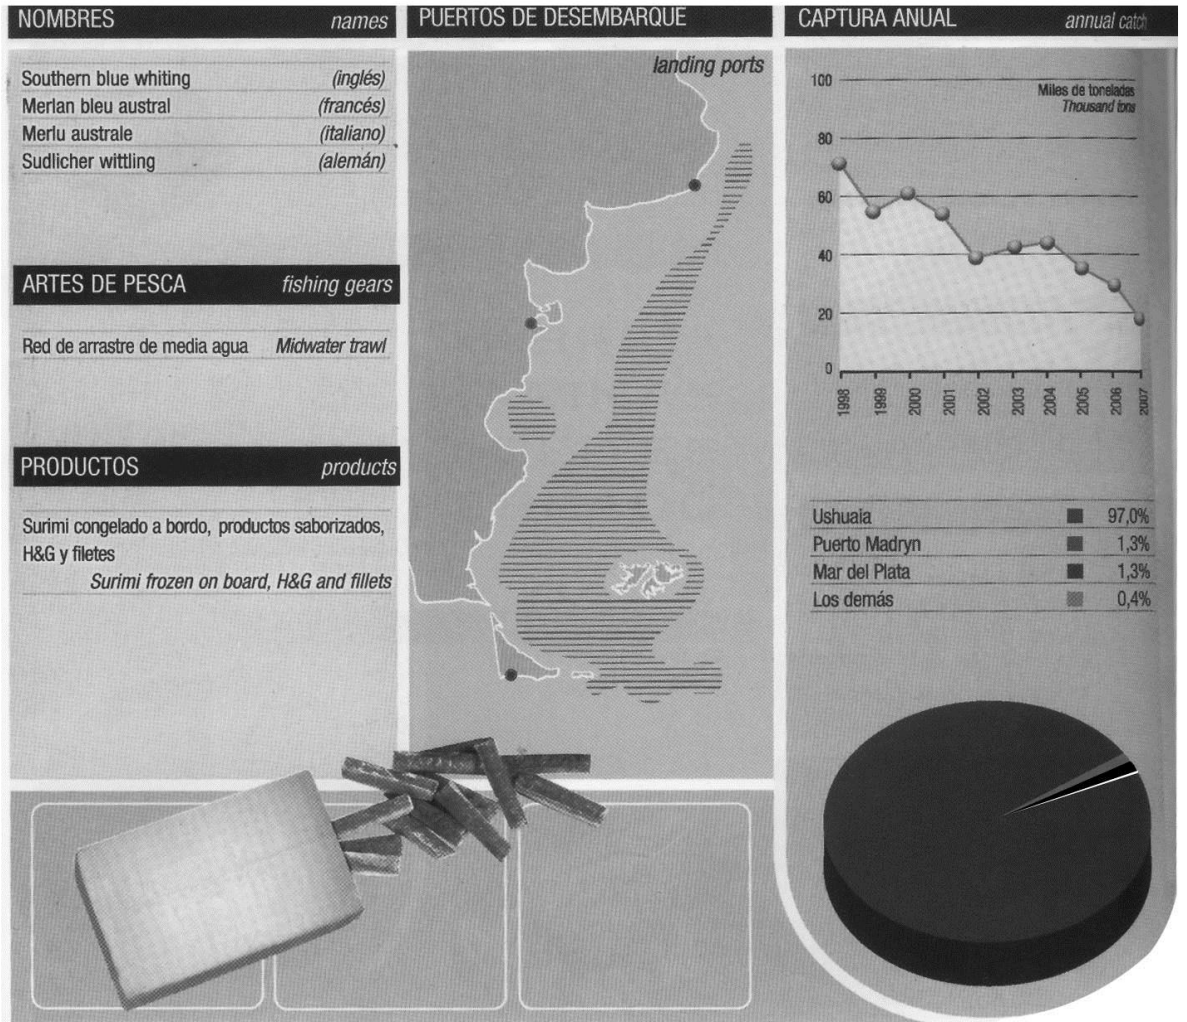 NOMBRES names
Southern blue whiting (inglés)
Merlan bleu austral (francés)
Merlu australe (italiano)
Sudlicher wittling (alemán)
ARTES DE PESCA fishing gears
Red de arrastre de media agua Midwater trawl
PRODUCTOS products
Surimi congelado a bordo, productos saborizados,
H&G y filetes
Surimi frozen on board, H&G and fillets
PUERTOS DE DESEMBARQUE
landing ports
CAPTURA ANUAL annual catch
Miles de toneladas
Thousand tons
100
80
60
40
20
0
1998 1999 2000 2001 2002 2003 2004 2005 2006 2007
Ushuaia 97,0%
Puerto Madryn 1,3%
Mar del Plata 1,3%
Los demás 0,4%